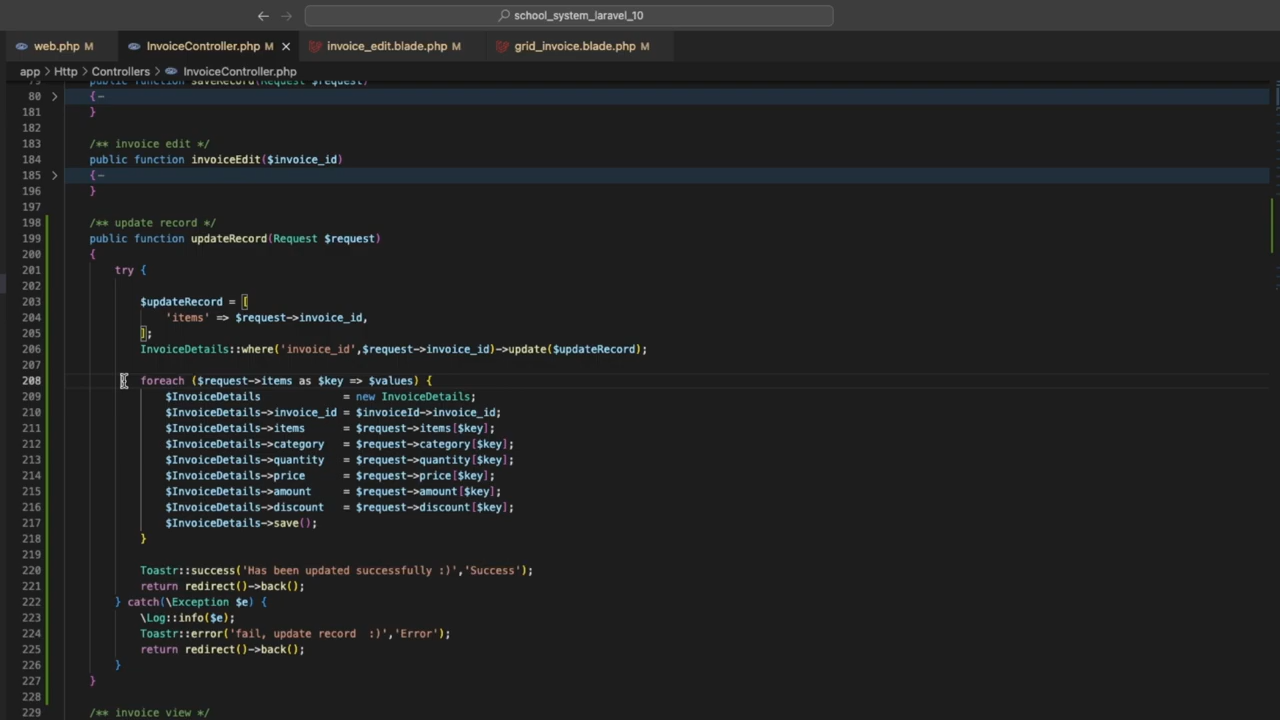 school_system_laravel_10
web.php M InvoiceController.php M × invoice_edit.blade.php M grid_invoice.blade.php M
app > Http > Controllers > InvoiceController.php
public function saveRecord(Request $request)
80 > {–
181 }
182
183 /** invoice edit */
184 public function invoiceEdit($invoice_id)
185 > {–
196 }
197
198 /** update record */
199 public function updateRecord(Request $request)
200 {
201 try {
202
203 $updateRecord = [
204 'items' => $request->invoice_id,
205 ];
206 InvoiceDetails::where('invoice_id',$request->invoice_id)->update($updateRecord);
207
208 foreach ($request->items as $key => $values) {
209 $InvoiceDetails = new InvoiceDetails;
210 $InvoiceDetails->invoice_id = $invoiceId->invoice_id;
211 $InvoiceDetails->items = $request->items[$key];
212 $InvoiceDetails->category = $request->category[$key];
213 $InvoiceDetails->quantity = $request->quantity[$key];
214 $InvoiceDetails->price = $request->price[$key];
215 $InvoiceDetails->amount = $request->amount[$key];
216 $InvoiceDetails->discount = $request->discount[$key];
217 $InvoiceDetails->save();
218 }
219
220 Toastr::success('Has been updated successfully :)','Success');
221 return redirect()->back();
222 } catch(\Exception $e) {
223 \Log::info($e);
224 Toastr::error('fail, update record :)','Error');
225 return redirect()->back();
226 }
227 }
228
229 /** invoice view */